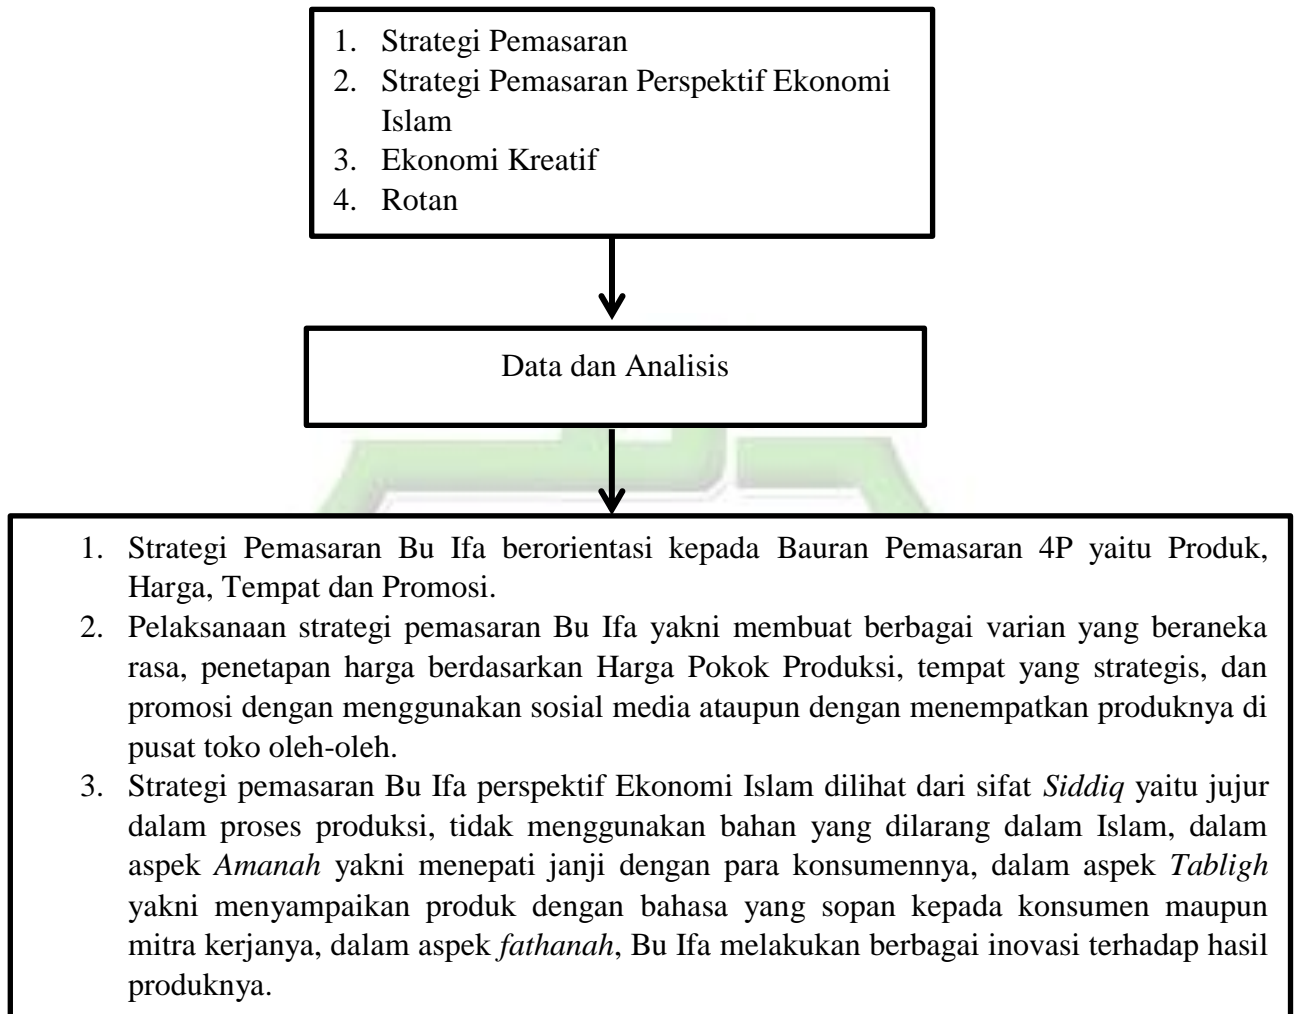 1. Strategi Pemasaran
2. Strategi Pemasaran Perspektif Ekonomi
Islam
3. Ekonomi Kreatif
4. Rotan
Data dan Analisis
1. Strategi Pemasaran Bu Ifa berorientasi kepada Bauran Pemasaran 4P yaitu Produk,
Harga, Tempat dan Promosi.
2. Pelaksanaan strategi pemasaran Bu Ifa yakni membuat berbagai varian yang beraneka
rasa, penetapan harga berdasarkan Harga Pokok Produksi, tempat yang strategis, dan
promosi dengan menggunakan sosial media ataupun dengan menempatkan produknya di
pusat toko oleh-oleh.
3. Strategi pemasaran Bu Ifa perspektif Ekonomi Islam dilihat dari sifat Siddiq yaitu jujur
dalam proses produksi, tidak menggunakan bahan yang dilarang dalam Islam, dalam
aspek Amanah yakni menepati janji dengan para konsumennya, dalam aspek Tabligh
yakni menyampaikan produk dengan bahasa yang sopan kepada konsumen maupun
mitra kerjanya, dalam aspek fathanah, Bu Ifa melakukan berbagai inovasi terhadap hasil
produknya.